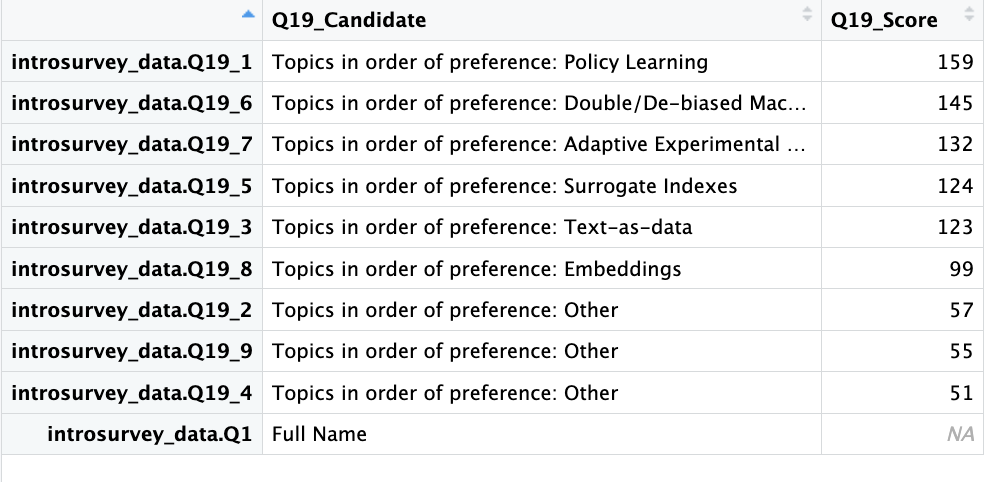 Q19_Candidate Q19_Score
introsurvey_data.Q19_1 Topics in order of preference: Policy Learning 159
introsurvey_data.Q19_6 Topics in order of preference: Double/De-biased Mac... 145
introsurvey_data.Q19_7 Topics in order of preference: Adaptive Experimental ... 132
introsurvey_data.Q19_5 Topics in order of preference: Surrogate Indexes 124
introsurvey_data.Q19_3 Topics in order of preference: Text-as-data 123
introsurvey_data.Q19_8 Topics in order of preference: Embeddings 99
introsurvey_data.Q19_2 Topics in order of preference: Other 57
introsurvey_data.Q19_9 Topics in order of preference: Other 55
introsurvey_data.Q19_4 Topics in order of preference: Other 51
introsurvey_data.Q1 Full Name NA